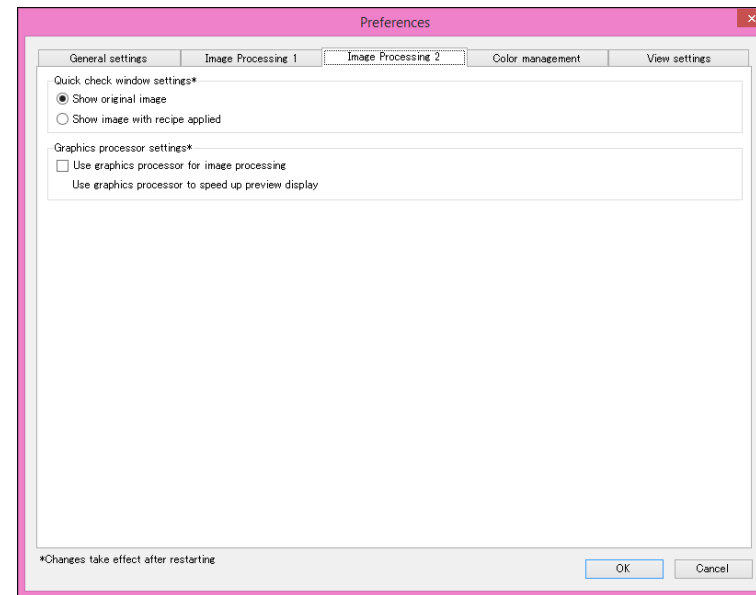 Preferences
General settings
Image Processing 1
Image Processing 2
Color management
View settings
Quick check window settings*
Show original image
Show image with recipe applied
Graphics processor settings*
Use graphics processor for image processing
Use graphics processor to speed up preview display
*Changes take effect after restarting
OK
Cancel